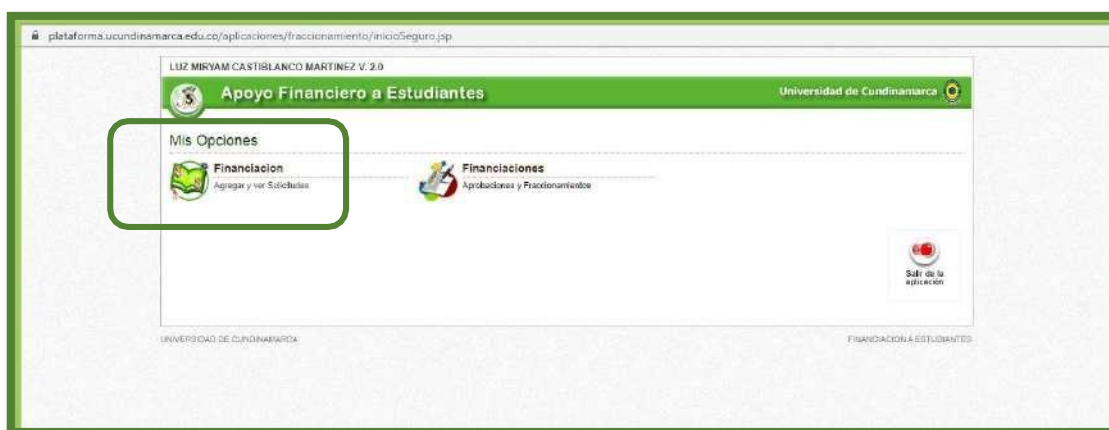 plataforma.ucundinamarca.edu.co/aplicaciones/fraccionamiento/inicioSeguro.jsp
LUZ MIRYAM CASTIBLANCO MARTINEZ V. 2.0
Apoyo Financiero a Estudiantes
Universidad de Cundinamarca
Mis Opciones
Financiacion
Agregar y ver Solicitudes
Financiaciones
Aprobaciones y Fraccionamientos
Salir de la
aplicación
UNIVERSIDAD DE CUNDINAMARCA
FINANCIACION A ESTUDIANTES